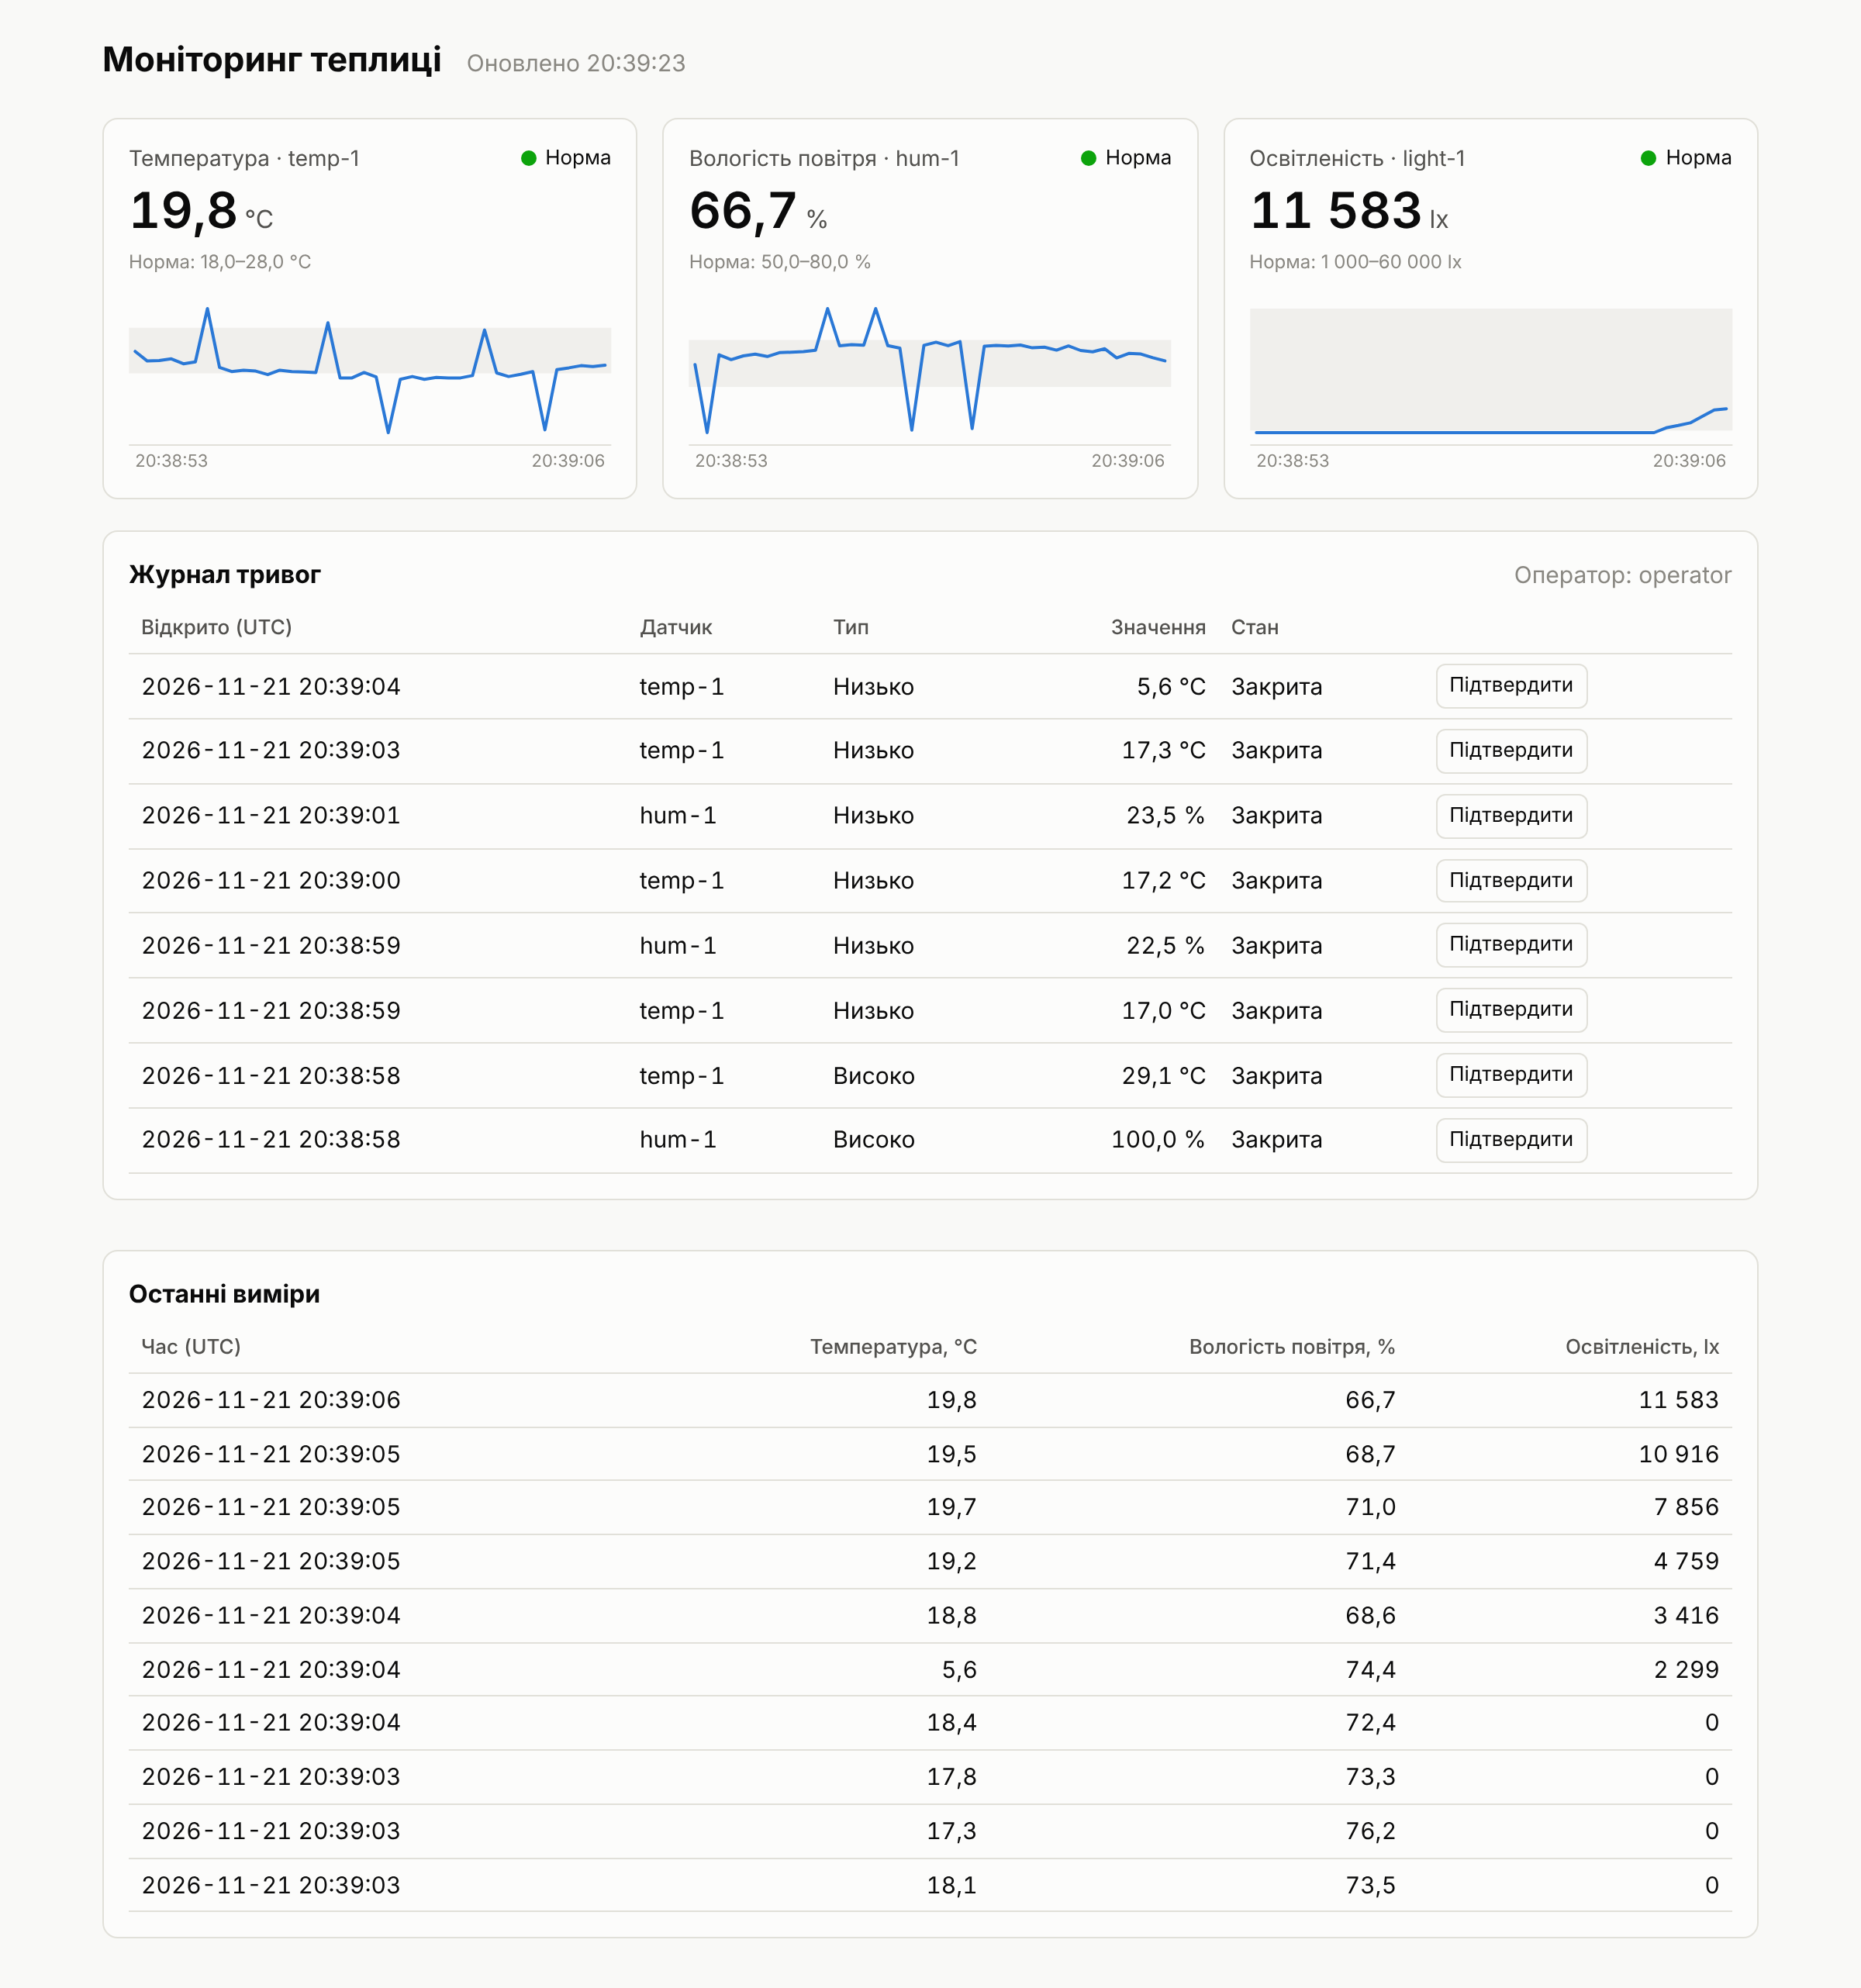 Моніторинг теплиці Оновлено 20:39:23
Температура · temp-1 Норма
19,8 °C
Норма: 18,0–28,0 °C
20:38:53 20:39:06
Вологість повітря · hum-1 Норма
66,7 %
Норма: 50,0–80,0 %
20:38:53 20:39:06
Освітленість · light-1 Норма
11 583 lx
Норма: 1 000–60 000 lx
20:38:53 20:39:06
Журнал тривог Оператор: operator
Відкрито (UTC) Датчик Тип Значення Стан
2026-11-21 20:39:04 temp-1 Низько 5,6 °C Закрита Підтвердити
2026-11-21 20:39:03 temp-1 Низько 17,3 °C Закрита Підтвердити
2026-11-21 20:39:01 hum-1 Низько 23,5 % Закрита Підтвердити
2026-11-21 20:39:00 temp-1 Низько 17,2 °C Закрита Підтвердити
2026-11-21 20:38:59 hum-1 Низько 22,5 % Закрита Підтвердити
2026-11-21 20:38:59 temp-1 Низько 17,0 °C Закрита Підтвердити
2026-11-21 20:38:58 temp-1 Високо 29,1 °C Закрита Підтвердити
2026-11-21 20:38:58 hum-1 Високо 100,0 % Закрита Підтвердити
Останні виміри
Час (UTC) Температура, °C Вологість повітря, % Освітленість, lx
2026-11-21 20:39:06 19,8 66,7 11 583
2026-11-21 20:39:05 19,5 68,7 10 916
2026-11-21 20:39:05 19,7 71,0 7 856
2026-11-21 20:39:05 19,2 71,4 4 759
2026-11-21 20:39:04 18,8 68,6 3 416
2026-11-21 20:39:04 5,6 74,4 2 299
2026-11-21 20:39:04 18,4 72,4 0
2026-11-21 20:39:03 17,8 73,3 0
2026-11-21 20:39:03 17,3 76,2 0
2026-11-21 20:39:03 18,1 73,5 0